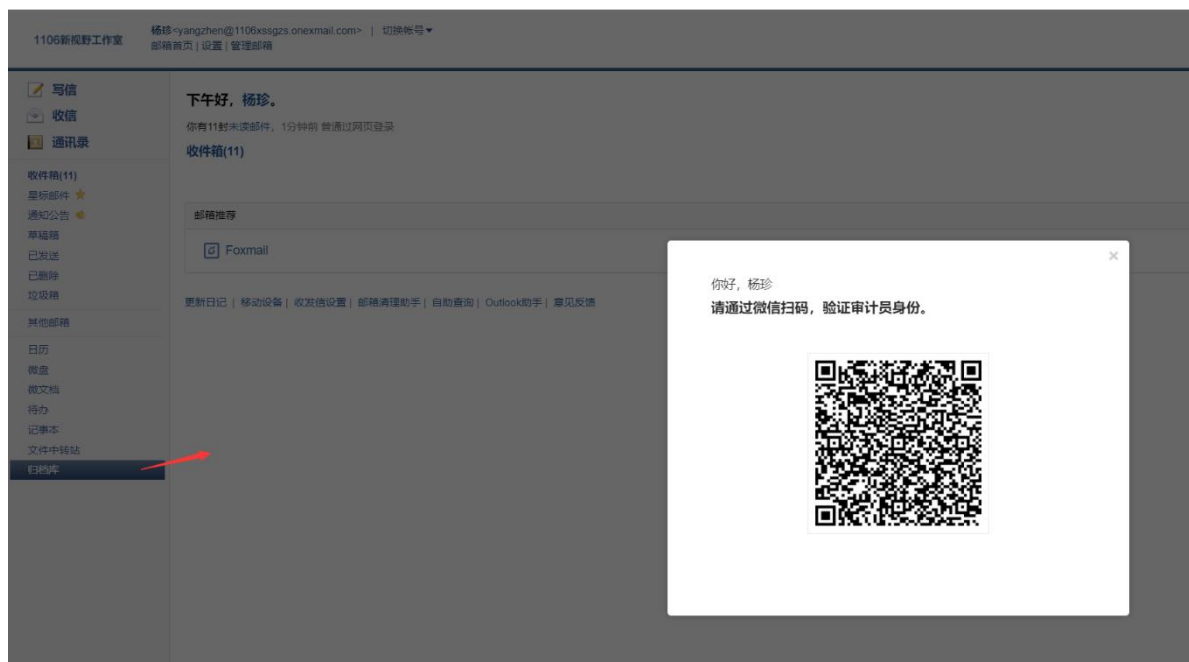 1106新视野工作室
杨珍<yangzhen@1106xssgzs.onexmail.com> | 切换帐号▼
邮箱首页 | 设置 | 管理邮箱
写信
收信
通讯录
收件箱(11)
星标邮件
通知公告
草稿箱
已发送
已删除
垃圾箱
其他邮箱
日历
微盘
微文档
待办
记事本
文件中转站
归档库
下午好，杨珍。
你有11封未读邮件，1分钟前 曾通过网页登录
收件箱(11)
邮箱推荐
Foxmail
更新日记 | 移动设备 | 收发信设置 | 邮箱清理助手 | 自助查询 | Outlook助手 | 意见反馈
×
你好，杨珍
请通过微信扫码，验证审计员身份。